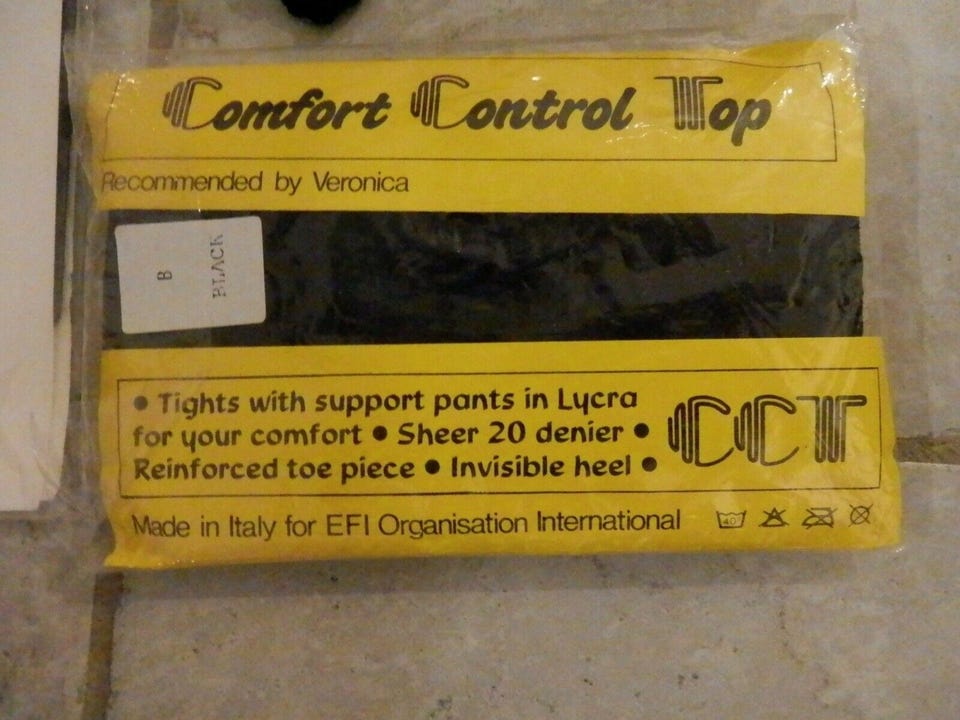 Comfort Control Top
Recommended by Veronica
B
BLACK
• Tights with support pants in Lycra
for your comfort • Sheer 20 denier •
Reinforced toe piece • Invisible heel •
CCT
Made in Italy for EFI Organisation International
40°